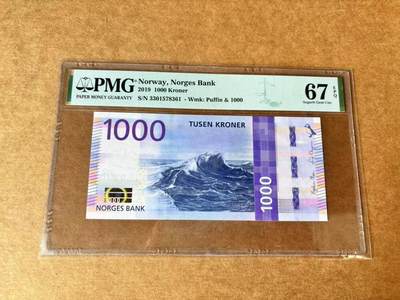 PMG Norway, Norges Bank
PAPER MONEY GUARANTY 2019 1000 Kroner
S/N 3301578361 - Wmk: Puffin & 1000
67 EPQ
Superb Gem Unc
1000
TUSEN KRONER
1000
NORGES BANK